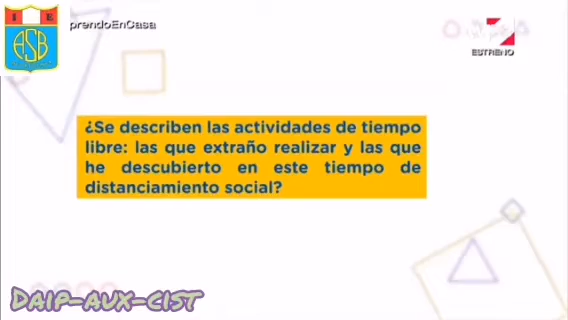 I E
ASB
prendoEnCasa
ESTRENO
¿Se describen las actividades de tiempo
libre: las que extraño realizar y las que
he descubierto en este tiempo de
distanciamiento social?
DAIP-AUX-CIST